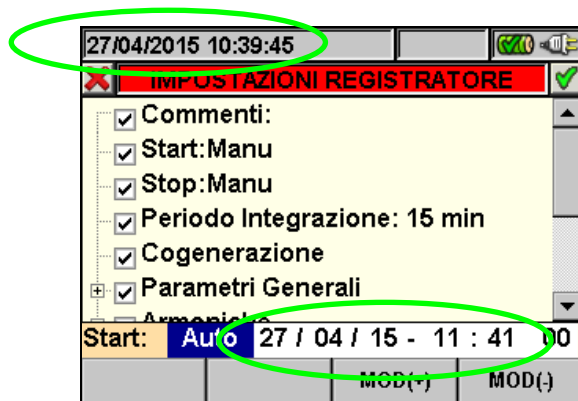 27/04/2015 10:39:45
IMPOSTAZIONI REGISTRATORE
Commenti:
Start:Manu
Stop:Manu
Periodo Integrazione: 15 min
Cogenerazione
Parametri Generali
Armoniche
Start: Auto 27 / 04 / 15 - 11 : 41 00
MOD(+) MOD(-)